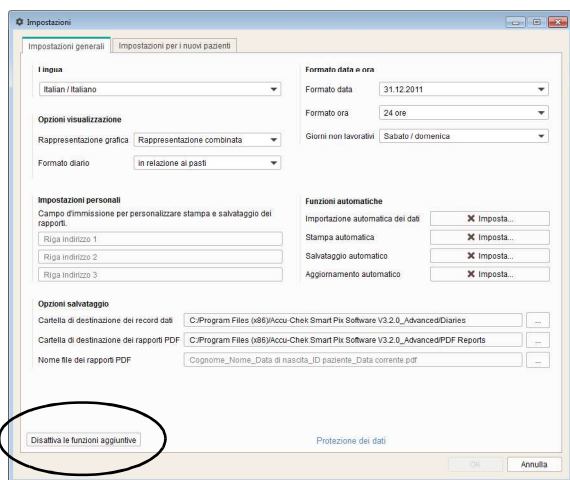 Impostazioni
Impostazioni generali
Impostazioni per i nuovi pazienti
Lingua
Italian / Italiano
Opzioni visualizzazione
Rappresentazione grafica
Rappresentazione combinata
Formato diario
in relazione ai pasti
Formato data e ora
Formato data
31.12.2011
Formato ora
24 ore
Giorni non lavorativi
Sabato / domenica
Impostazioni personali
Campo d'immissione per personalizzare stampa e salvataggio dei
rapporti.
Riga indirizzo 1
Riga indirizzo 2
Riga indirizzo 3
Funzioni automatiche
Importazione automatica dei dati
Imposta...
Stampa automatica
Imposta...
Salvataggio automatico
Imposta...
Aggiornamento automatico
Imposta...
Opzioni salvataggio
Cartella di destinazione dei record dati
C:/Program Files (x86)/Accu-Chek Smart Pix Software V3.2.0_Advanced/Diaries
...
Cartella di destinazione dei rapporti PDF
C:/Program Files (x86)/Accu-Chek Smart Pix Software V3.2.0_Advanced/PDF Reports
...
Nome file dei rapporti PDF
Cognome_Nome_Data di nascita_ID paziente_Data corrente.pdf
...
Disattiva le funzioni aggiuntive
Protezione dei dati
OK
Annulla